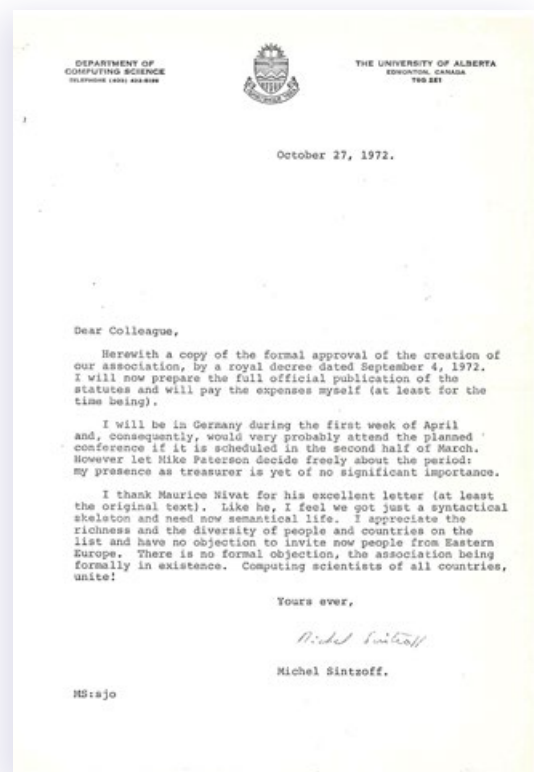 DEPARTMENT OF
COMPUTING SCIENCE
THE UNIVERSITY OF ALBERTA
EDMONTON, CANADA
T6G 2E1
October 27, 1972.
Dear Colleague,
Herewith a copy of the formal approval of the creation of
our association, by a royal decree dated September 4, 1972.
I will now prepare the full official publication of the
statutes and will pay the expenses myself (at least for the
time being).
I will be in Germany during the first week of April
and, consequently, would very probably attend the planned
conference if it is scheduled in the second half of March.
However let Mike Paterson decide freely about the period:
my presence as treasurer is yet of no significant importance.
I thank Maurice Nivat for his excellent letter (at least
the original text). Like he, I feel we got just a syntactical
skeleton and need now semantical life. I appreciate the
richness and the diversity of people and countries on the
list and have no objection to invite now people from Eastern
Europe. There is no formal objection, the association being
formally in existence. Computing scientists of all countries,
unite!
Yours ever,
Michel Sintzoff
Michel Sintzoff.
MS:sjo